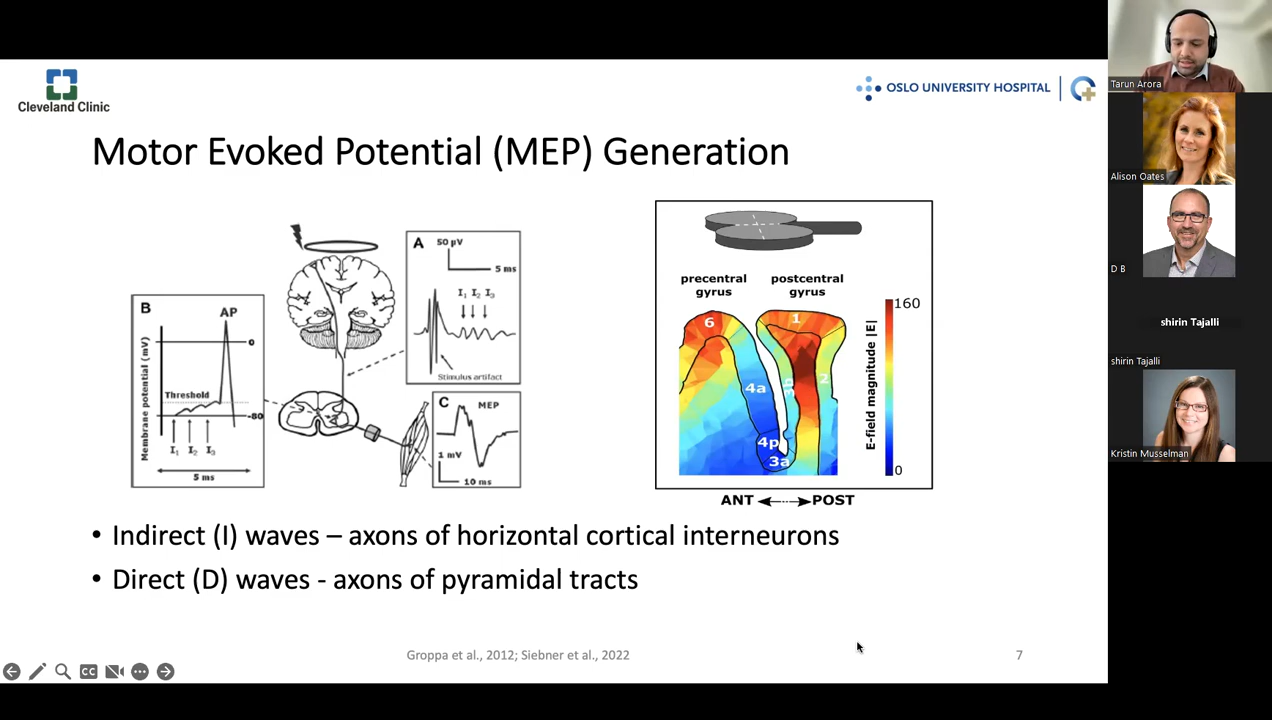 Cleveland Clinic
OSLO UNIVERSITY HOSPITAL
Motor Evoked Potential (MEP) Generation
A
50 µV
5 ms
I1 I2 I3
Stimulus artifact
B
AP
0
Threshold
-80
Membrane potential (mV)
I1 I2 I3
5 ms
C
MEP
1 mV
10 ms
precentral gyrus
postcentral gyrus
6
1
4a
3b
2
4p
3a
160
E-field magnitude |E|
0
ANT
POST
• Indirect (I) waves – axons of horizontal cortical interneurons
• Direct (D) waves - axons of pyramidal tracts
Groppa et al., 2012; Siebner et al., 2022
7
CC
Tarun Arora
Alison Oates
D B
shirin Tajalli
shirin Tajalli
Kristin Musselman